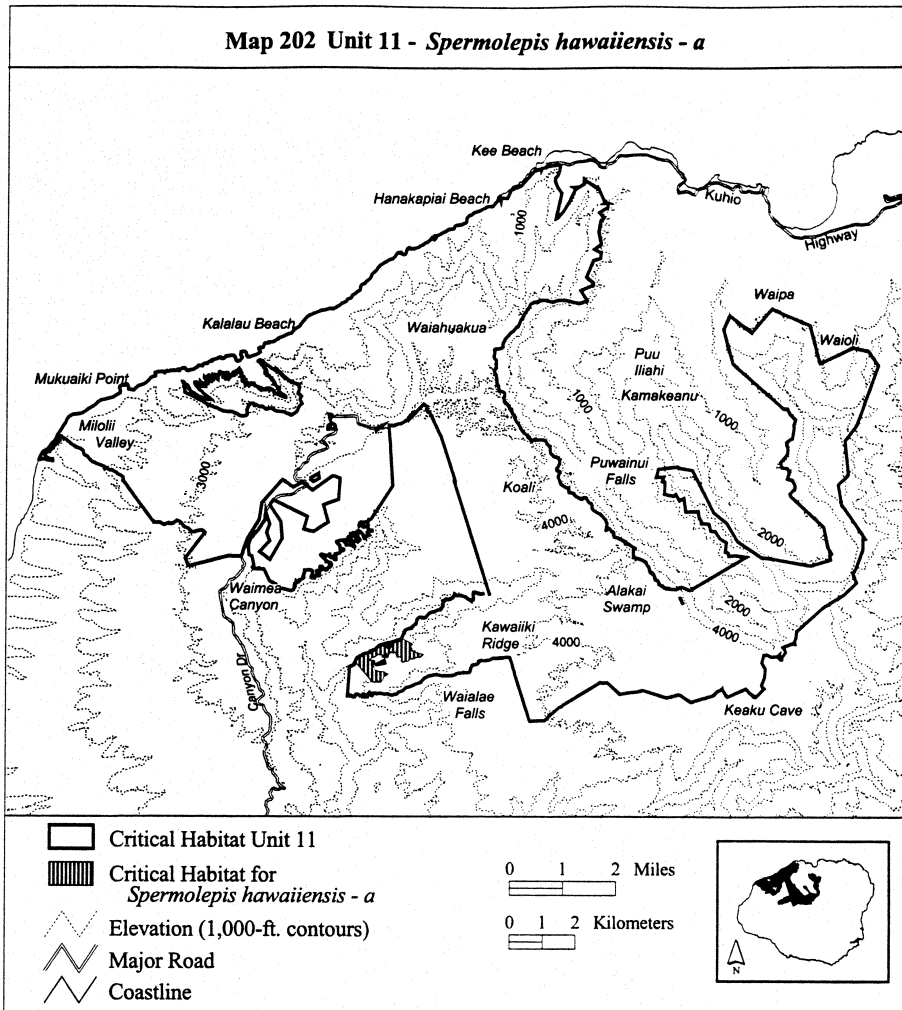 Map 202 Unit 11 - Spermolepis hawaiiensis - a
Kee Beach
Hanakapiai Beach
Kuhio
Highway
1000
Waipa
Kalalau Beach
Waiahuakua
Waioli
Puu
Iliahi
Mukuaiki Point
Kamakeanu
1000
1000
Milolii
Valley
3000
Puwainui
Falls
Koali
4000
2000
Waimea
Canyon
Alakai
Swamp
2000
4000
Kawaiiki
Ridge
4000
Canyon Dr
Waialae
Falls
Keaku Cave
Critical Habitat Unit 11
Critical Habitat for
Spermolepis hawaiiensis - a
Elevation (1,000-ft. contours)
Major Road
Coastline
0 1 2 Miles
0 1 2 Kilometers
N